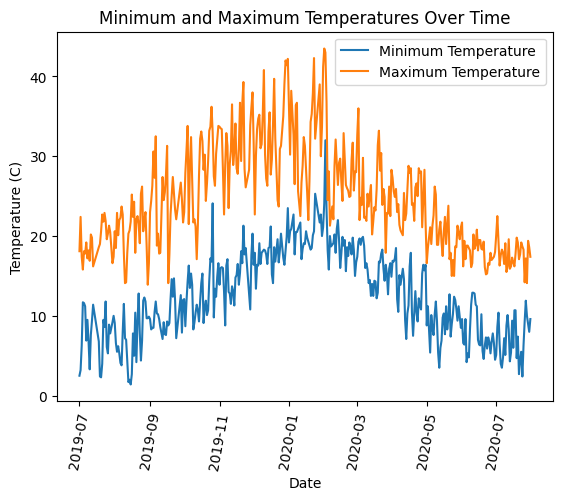 Minimum and Maximum Temperatures Over Time
Minimum Temperature
Maximum Temperature
Temperature (C)
40
30
20
10
0
2019-07
2019-09
2019-11
2020-01
2020-03
2020-05
2020-07
Date